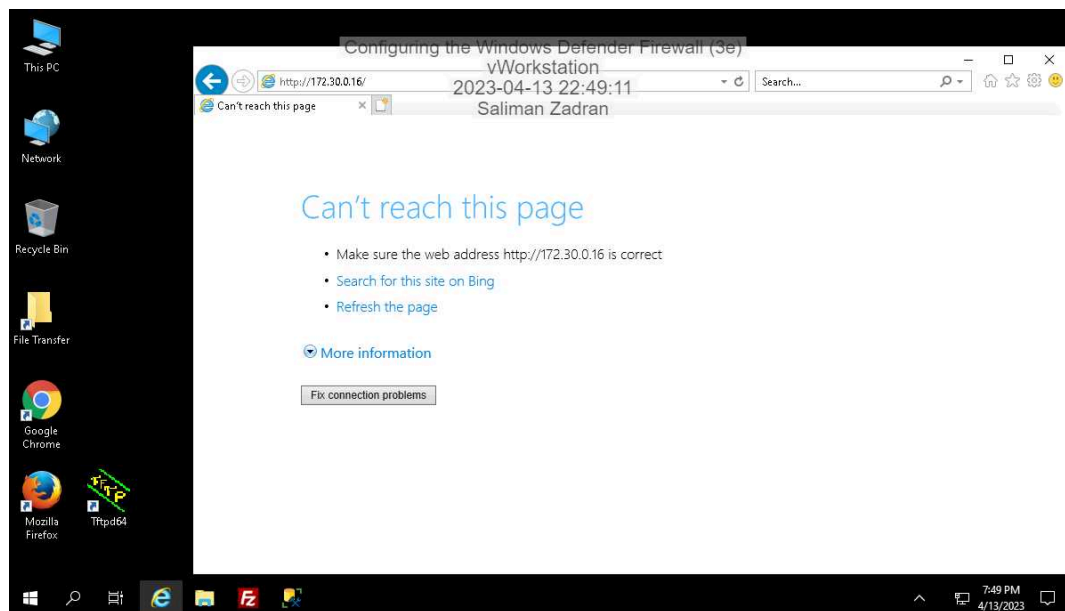 This PC
Network
Recycle Bin
File Transfer
Google
Chrome
Mozilla
Firefox
TFTP
Tftpd64
Configuring the Windows Defender Firewall (3e)
vWorkstation
2023-04-13 22:49:11
Saliman Zadran
http://172.30.0.16/
Search...
Can't reach this page
Can't reach this page
• Make sure the web address http://172.30.0.16 is correct
• Search for this site on Bing
• Refresh the page
More information
Fix connection problems
Fz
7:49 PM
4/13/2023